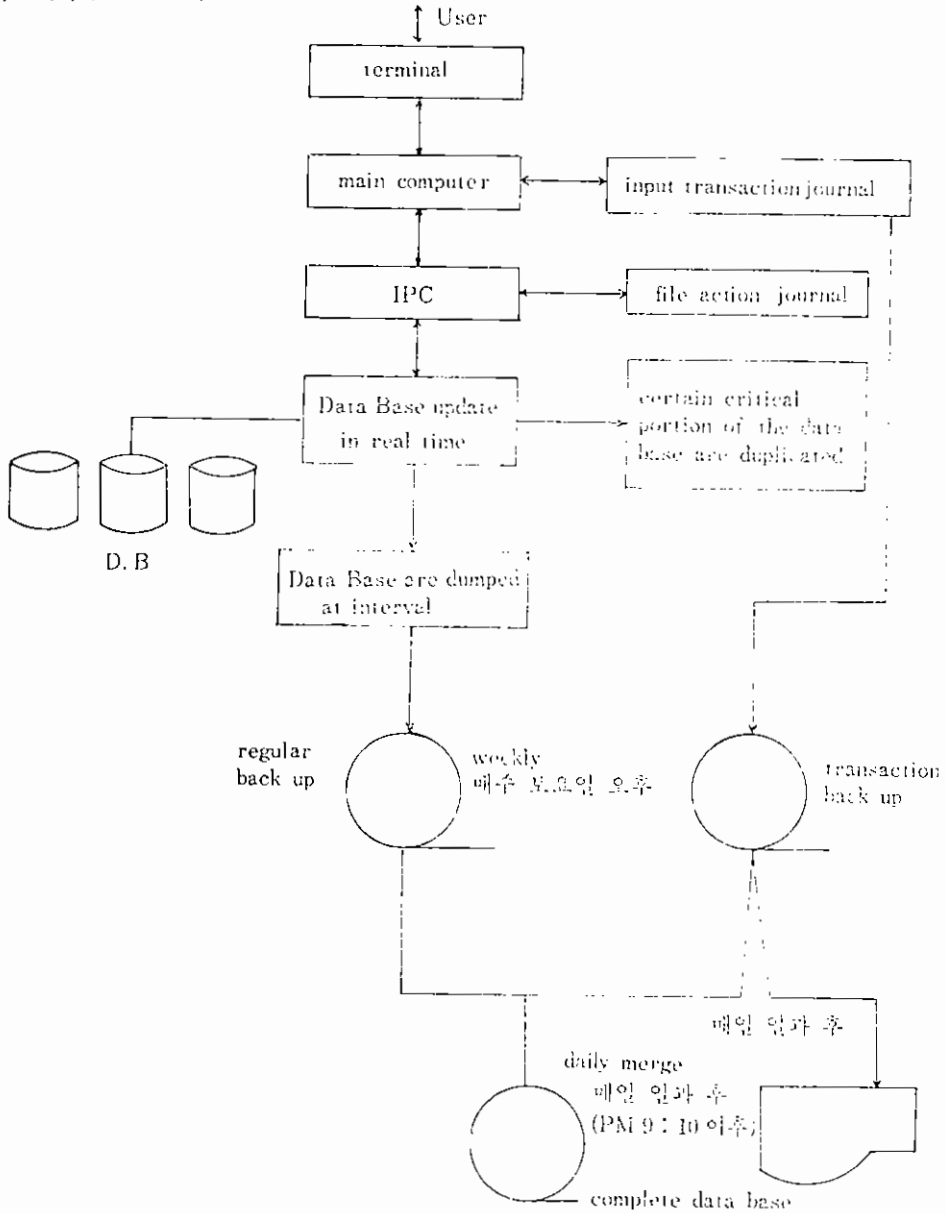 User
terminal
main computer
input transaction journal
IPC
file action journal
Data Base update
in real time
certain critical
portion of the data
base are duplicated
D.B
Data Base are dumped
at interval
regular
back up
weekly
매주 토요일 오후
transaction
back up
매일 일과 후
daily merge
매일 일과 후
(PM 9 : 10 이후)
complete data base